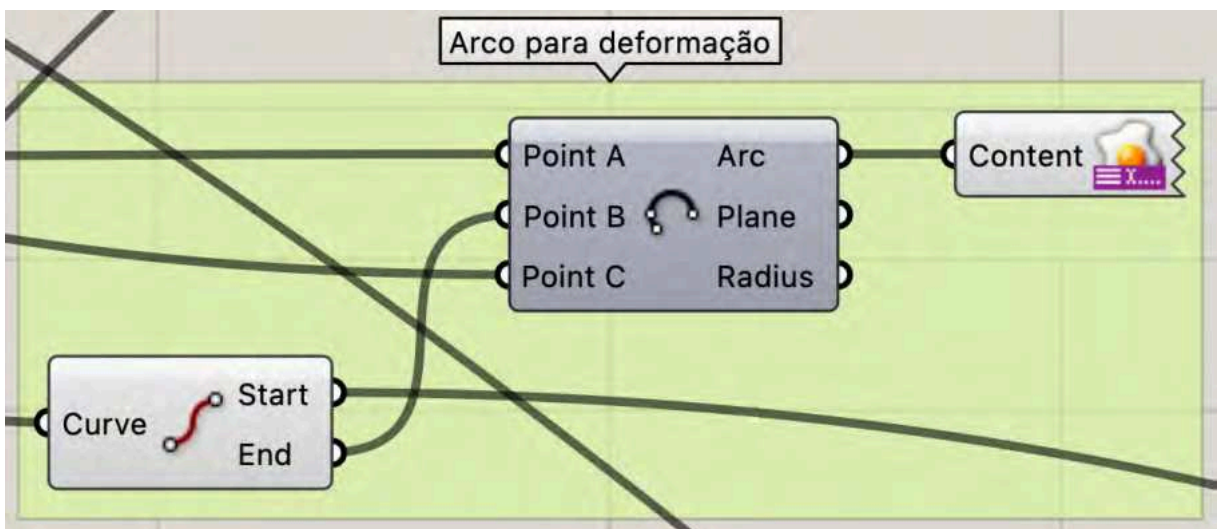 Arco para deformação
Point A
Arc
Content
X....
Point B
Plane
Point C
Radius
Curve
Start
End